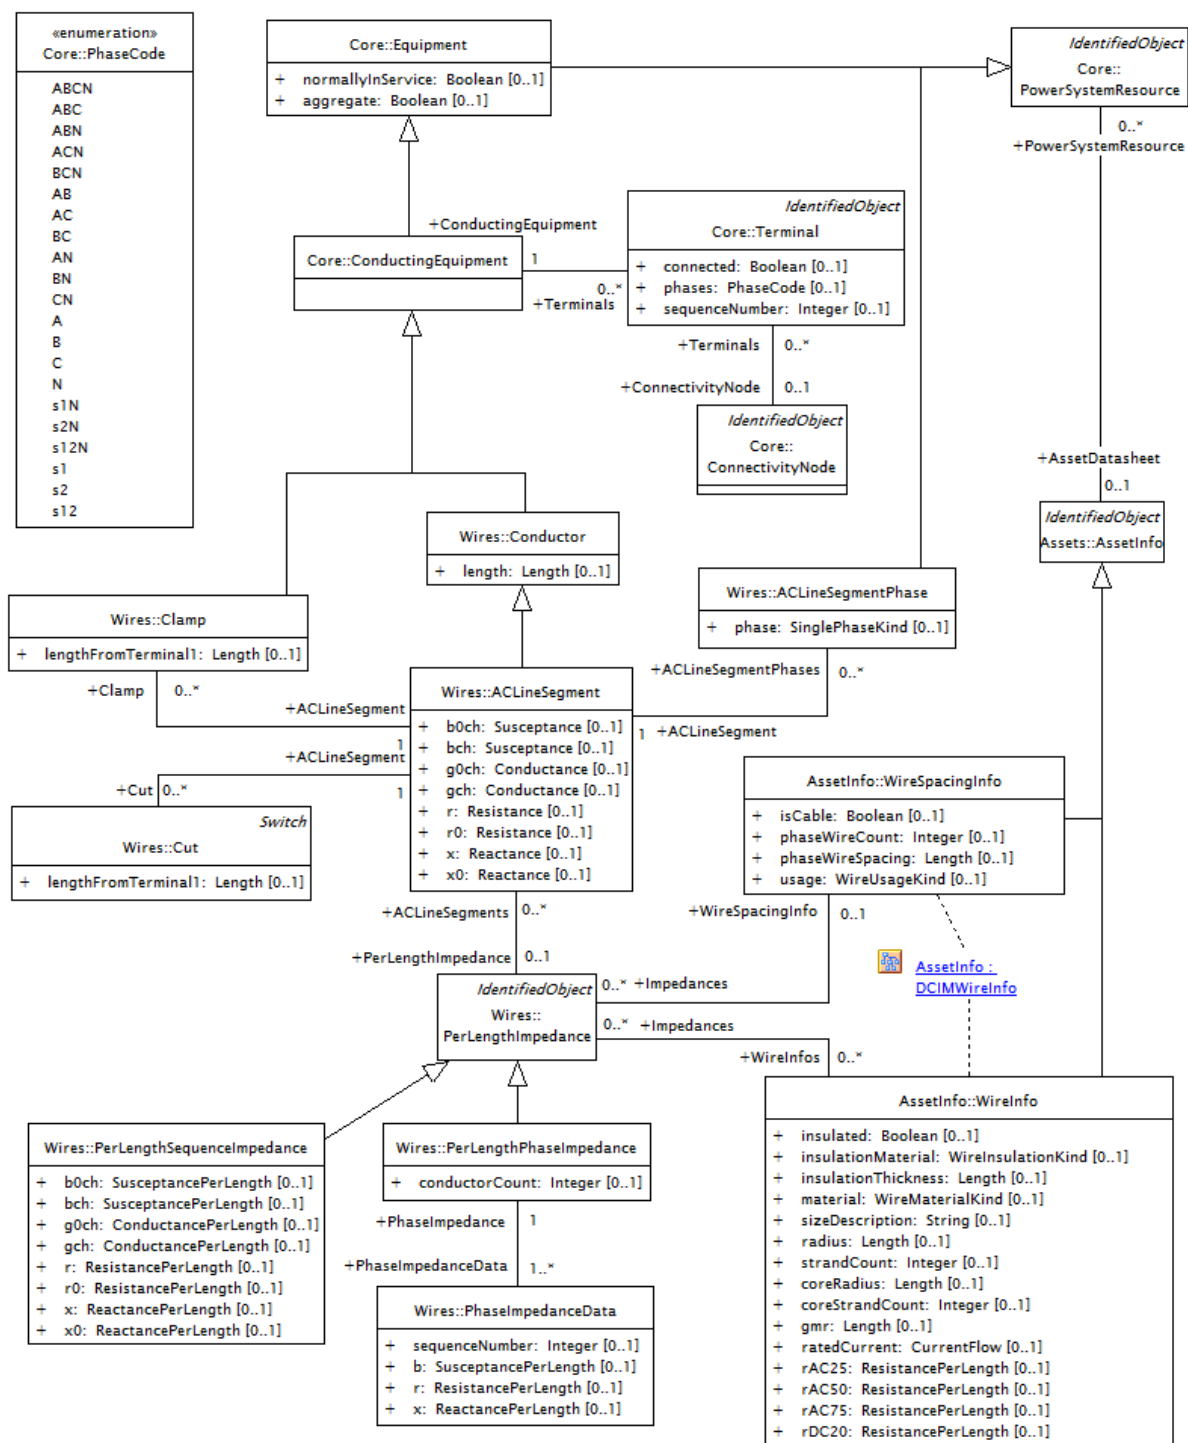 «enumeration»
Core::PhaseCode
ABCN
ABC
ABN
ACN
BCN
AB
AC
BC
AN
BN
CN
A
B
C
N
s1N
s2N
s12N
s1
s2
s12
Core::Equipment
+ normallyInService: Boolean [0..1]
+ aggregate: Boolean [0..1]
IdentifiedObject
Core::
PowerSystemResource
0..*
+PowerSystemResource
+ConductingEquipment
Core::ConductingEquipment
1
0..*
+Terminals
IdentifiedObject
Core::Terminal
+ connected: Boolean [0..1]
+ phases: PhaseCode [0..1]
+ sequenceNumber: Integer [0..1]
+Terminals 0..*
+ConnectivityNode 0..1
IdentifiedObject
Core::
ConnectivityNode
+AssetDatasheet
0..1
IdentifiedObject
Assets::AssetInfo
Wires::Conductor
+ length: Length [0..1]
Wires::Clamp
+ lengthFromTerminal1: Length [0..1]
+Clamp 0..*
+ACLineSegment
1
+ACLineSegment
1
+Cut 0..*
Switch
Wires::Cut
+ lengthFromTerminal1: Length [0..1]
Wires::ACLineSegmentPhase
+ phase: SinglePhaseKind [0..1]
+ACLineSegmentPhases 0..*
1 +ACLineSegment
Wires::ACLineSegment
+ b0ch: Susceptance [0..1]
+ bch: Susceptance [0..1]
+ g0ch: Conductance [0..1]
+ gch: Conductance [0..1]
+ r: Resistance [0..1]
+ r0: Resistance [0..1]
+ x: Reactance [0..1]
+ x0: Reactance [0..1]
+ACLineSegments 0..*
+PerLengthImpedance 0..1
AssetInfo::WireSpacingInfo
+ isCable: Boolean [0..1]
+ phaseWireCount: Integer [0..1]
+ phaseWireSpacing: Length [0..1]
+ usage: WireUsageKind [0..1]
+WireSpacingInfo 0..1
AssetInfo :
DCIMWireInfo
IdentifiedObject
Wires::
PerLengthImpedance
0..* +Impedances
0..* +Impedances
+WireInfos 0..*
Wires::PerLengthSequenceImpedance
+ b0ch: SusceptancePerLength [0..1]
+ bch: SusceptancePerLength [0..1]
+ g0ch: ConductancePerLength [0..1]
+ gch: ConductancePerLength [0..1]
+ r: ResistancePerLength [0..1]
+ r0: ResistancePerLength [0..1]
+ x: ReactancePerLength [0..1]
+ x0: ReactancePerLength [0..1]
Wires::PerLengthPhaseImpedance
+ conductorCount: Integer [0..1]
+PhaseImpedance 1
+PhaseImpedanceData 1..*
Wires::PhaseImpedanceData
+ sequenceNumber: Integer [0..1]
+ b: SusceptancePerLength [0..1]
+ r: ResistancePerLength [0..1]
+ x: ReactancePerLength [0..1]
AssetInfo::WireInfo
+ insulated: Boolean [0..1]
+ insulationMaterial: WireInsulationKind [0..1]
+ insulationThickness: Length [0..1]
+ material: WireMaterialKind [0..1]
+ sizeDescription: String [0..1]
+ radius: Length [0..1]
+ strandCount: Integer [0..1]
+ coreRadius: Length [0..1]
+ coreStrandCount: Integer [0..1]
+ gmr: Length [0..1]
+ ratedCurrent: CurrentFlow [0..1]
+ rAC25: ResistancePerLength [0..1]
+ rAC50: ResistancePerLength [0..1]
+ rAC75: ResistancePerLength [0..1]
+ rDC20: ResistancePerLength [0..1]